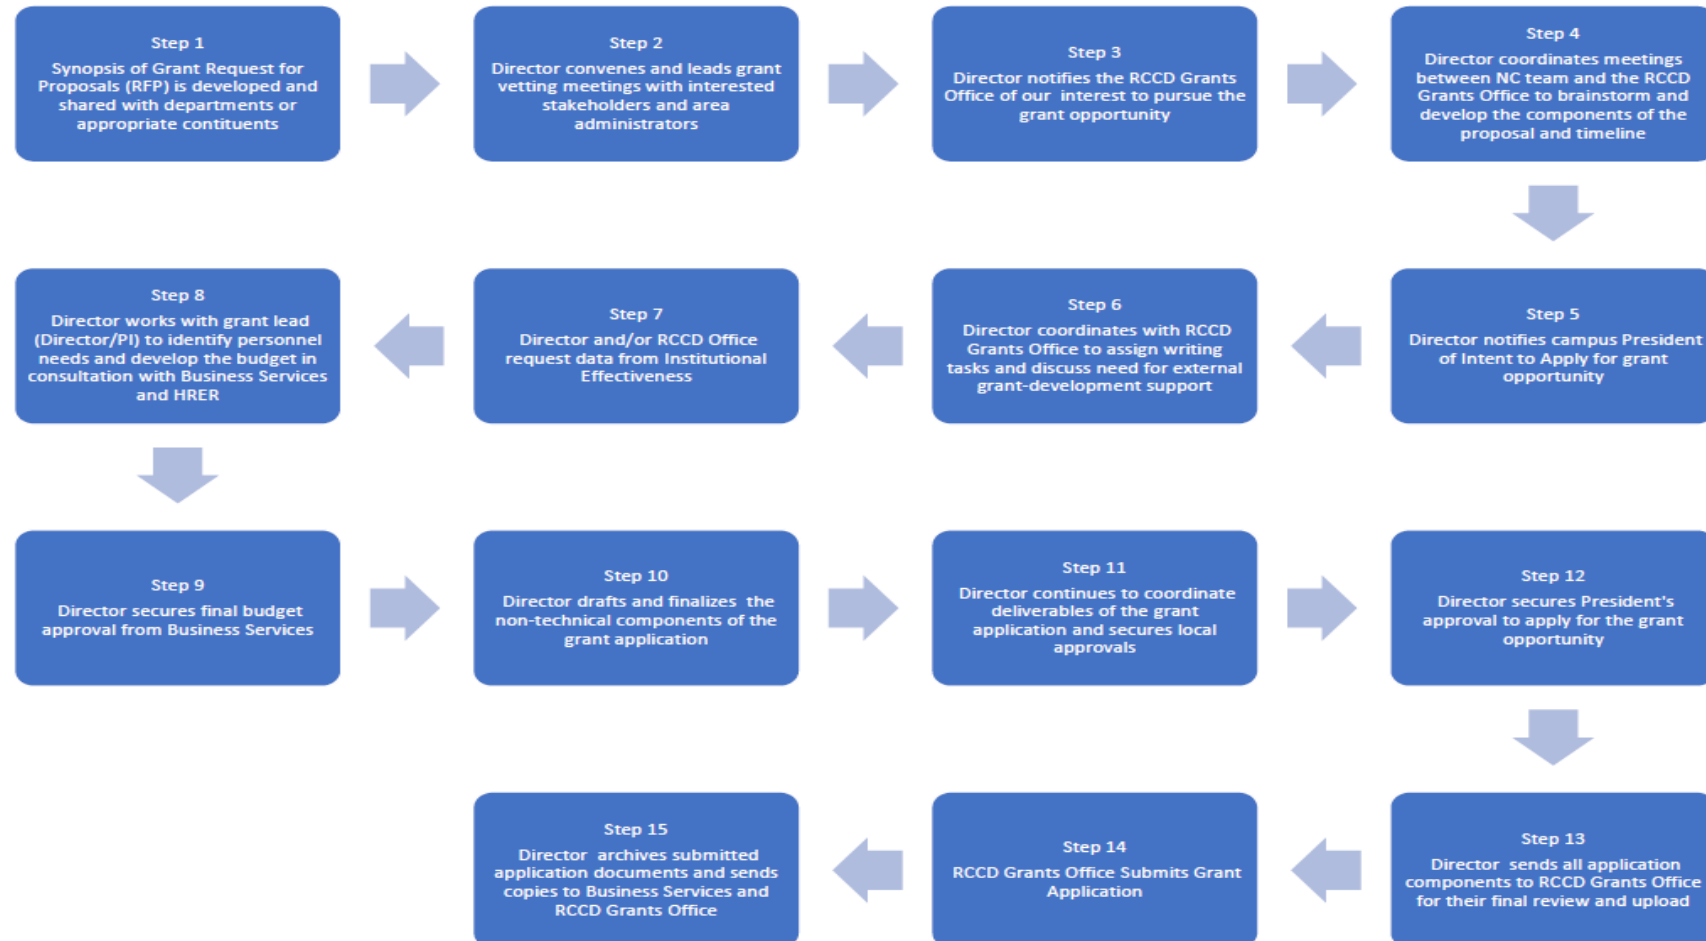 Step 1
Synopsis of Grant Request for
Proposals (RFP) is developed and
shared with departments or
appropriate contituents
Step 2
Director convenes and leads grant
vetting meetings with interested
stakeholders and area
administrators
Step 3
Director notifies the RCCD Grants
Office of our interest to pursue the
grant opportunity
Step 4
Director coordinates meetings
between NC team and the RCCD
Grants Office to brainstorm and
develop the components of the
proposal and timeline
Step 5
Director notifies campus President
of Intent to Apply for grant
opportunity
Step 6
Director coordinates with RCCD
Grants Office to assign writing
tasks and discuss need for external
grant-development support
Step 7
Director and/or RCCD Office
request data from Institutional
Effectiveness
Step 8
Director works with grant lead
(Director/PI) to identify personnel
needs and develop the budget in
consultation with Business Services
and HRER
Step 9
Director secures final budget
approval from Business Services
Step 10
Director drafts and finalizes the
non-technical components of the
grant application
Step 11
Director continues to coordinate
deliverables of the grant
application and secures local
approvals
Step 12
Director secures President's
approval to apply for the grant
opportunity
Step 13
Director sends all application
components to RCCD Grants Office
for their final review and upload
Step 14
RCCD Grants Office Submits Grant
Application
Step 15
Director archives submitted
application documents and sends
copies to Business Services and
RCCD Grants Office